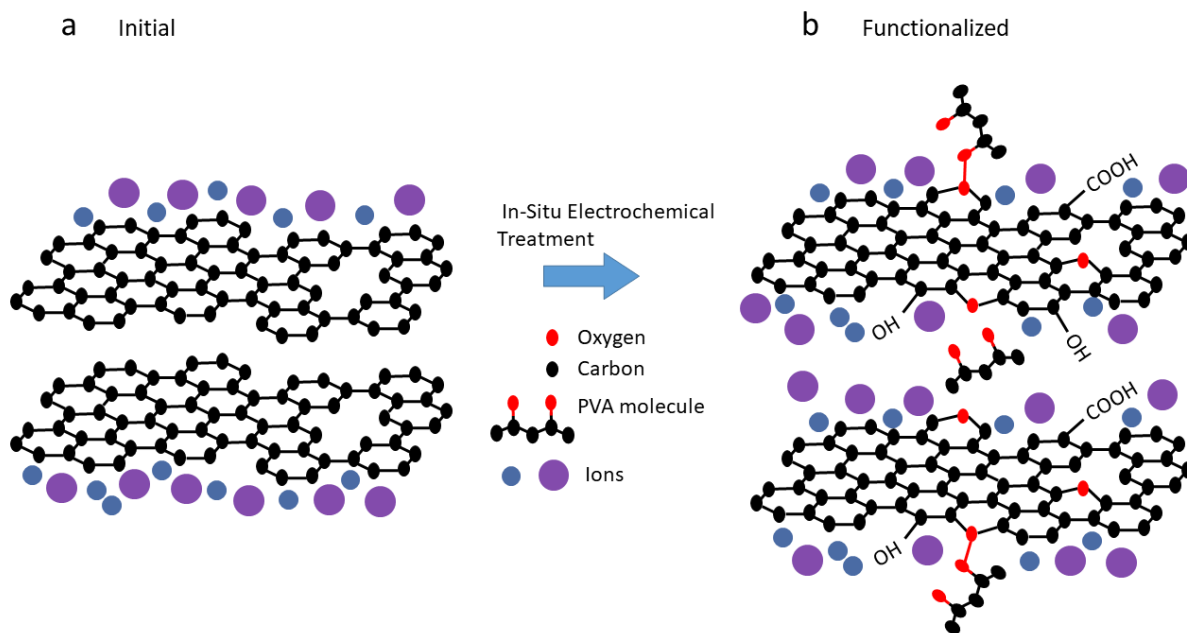 a Initial
b Functionalized
In-Situ Electrochemical
Treatment
Oxygen
Carbon
PVA molecule
Ions
COOH
OH
OH
COOH
OH